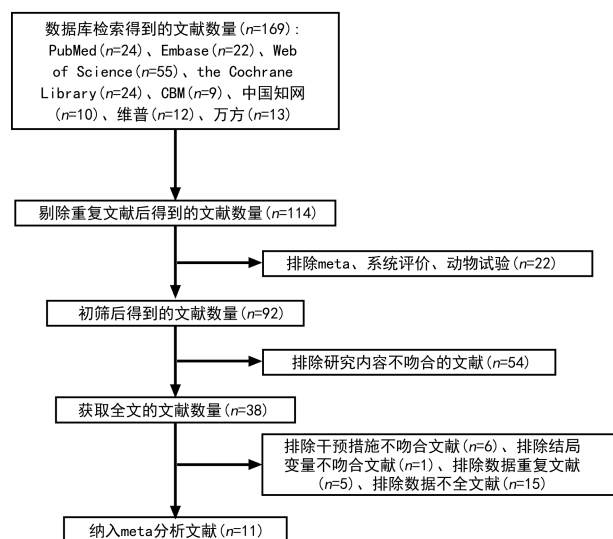 数据库检索得到的文献数量(n=169):
PubMed(n=24)、Embase(n=22)、Web
of Science(n=55)、the Cochrane
Library(n=24)、CBM(n=9)、中国知网
(n=10)、维普(n=12)、万方(n=13)
剔除重复文献后得到的文献数量(n=114)
排除meta、系统评价、动物试验(n=22)
初筛后得到的文献数量(n=92)
排除研究内容不吻合的文献(n=54)
获取全文的文献数量(n=38)
排除干预措施不吻合文献(n=6)、排除结局
变量不吻合文献(n=1)、排除数据重复文献
(n=5)、排除数据不全文献(n=15)
纳入meta分析文献(n=11)